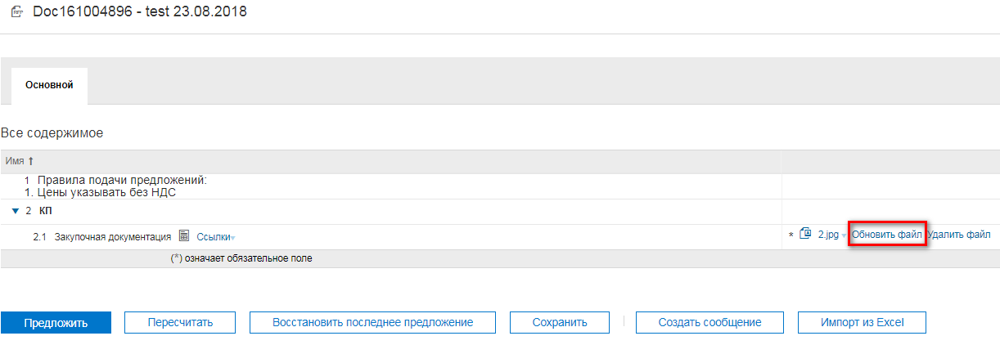 RFP Doc161004896 - test 23.08.2018
Основной
Все содержимое
Имя ↑
1 Правила подачи предложений:
1. Цены указывать без НДС
▼ 2 КП
2.1 Закупочная документация Ссылки▾ * 2.jpg ▾ Обновить файл Удалить файл
(*) означает обязательное поле
Предложить Пересчитать Восстановить последнее предложение Сохранить | Создать сообщение Импорт из Excel